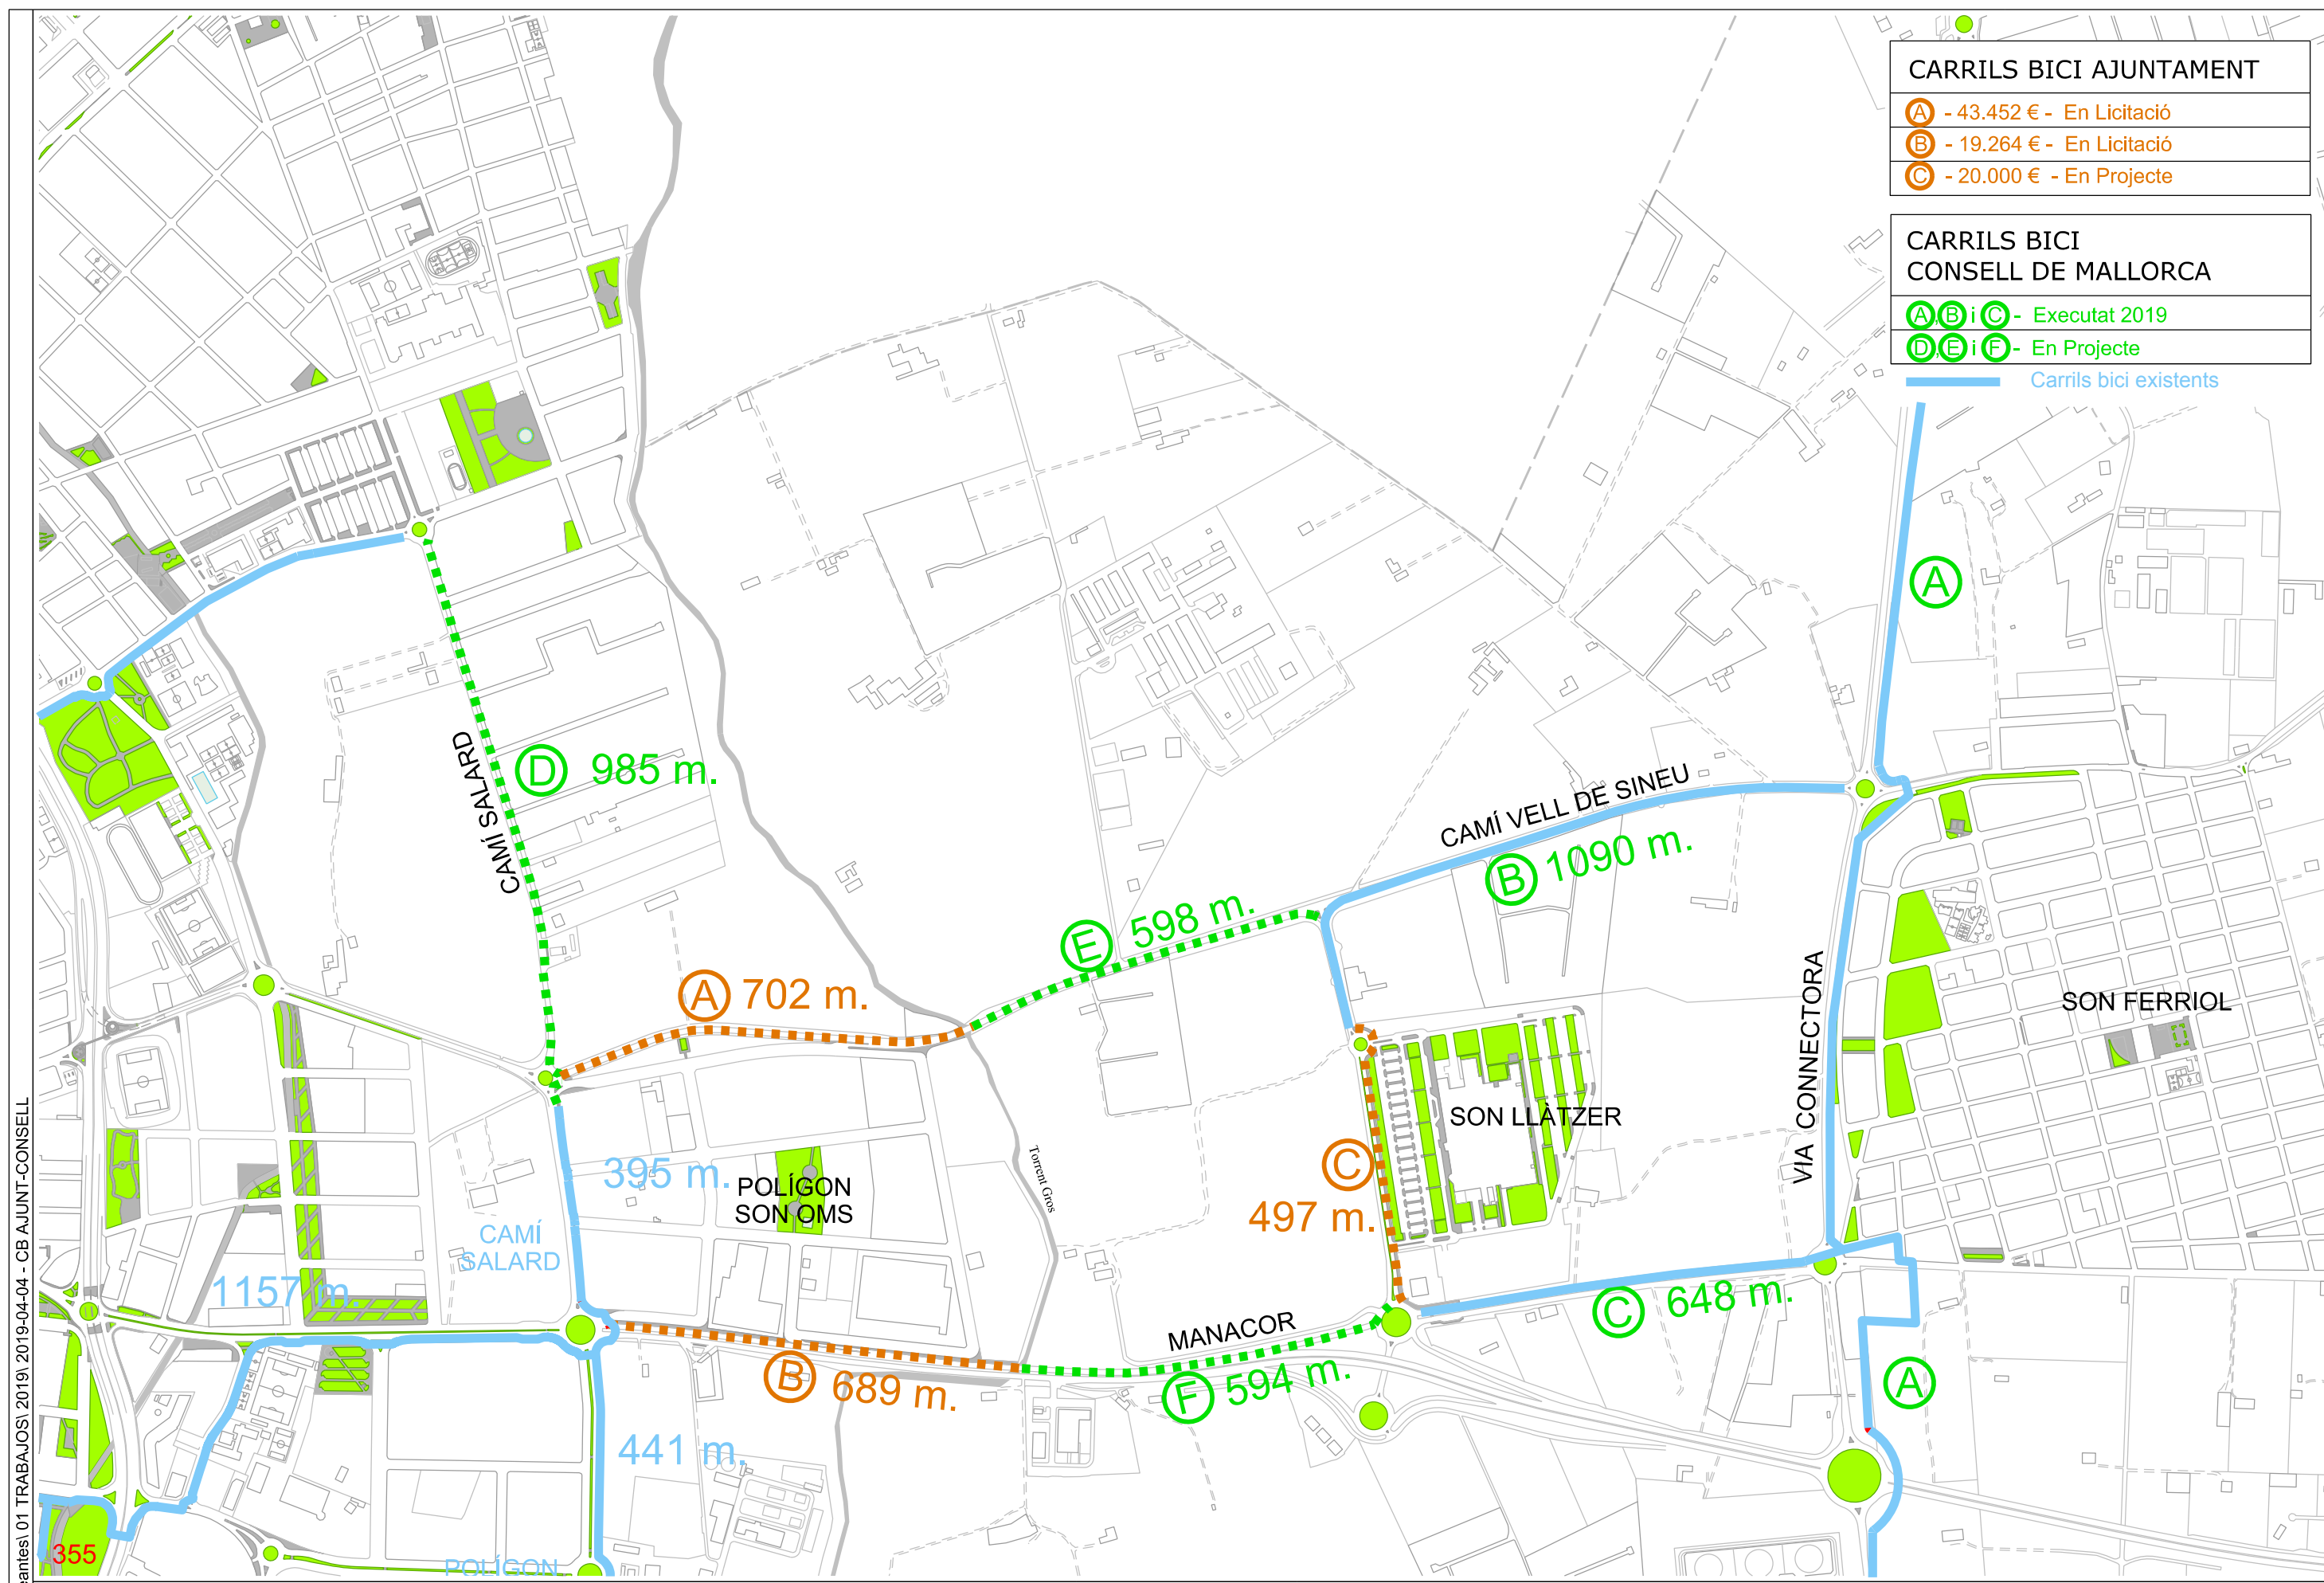 CARRILS BICI AJUNTAMENT
A - 43.452 € - En Licitació
B - 19.264 € - En Licitació
C - 20.000 € - En Projecte
CARRILS BICI
CONSELL DE MALLORCA
A, B i C - Executat 2019
D, E i F - En Projecte
Carrils bici existents
A
CAMÍ SALARD
D 985 m.
CAMÍ VELL DE SINEU
B 1090 m.
E 598 m.
A 702 m.
VIA CONNECTORA
SON FERRIOL
SON LLÀTZER
C
497 m.
Torrent Gros
395 m.
POLÍGON
SON OMS
CAMÍ
SALARD
1157 m.
MANACOR
C 648 m.
B 689 m.
F 594 m.
A
441 m.
355
POLÍGON
01 TRABAJOS\ 2019\ 2019-04-04 - CB AJUNT-CONSELL